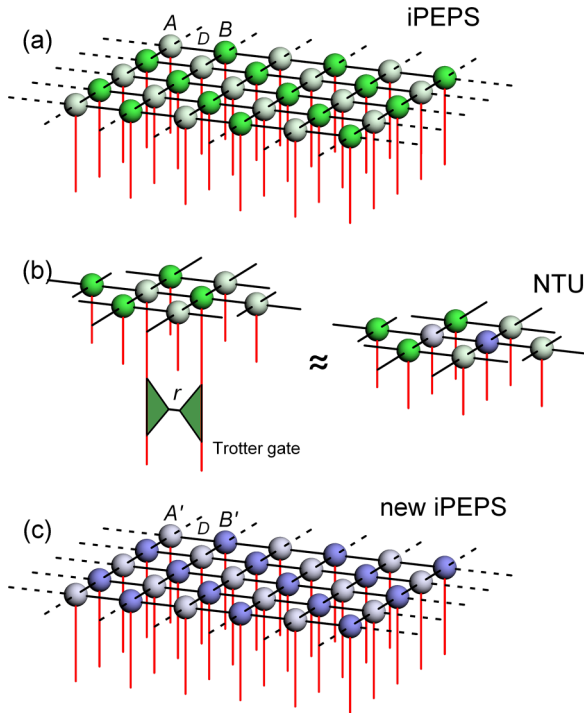 iPEPS
(a)
A D B
(b)
NTU
≈
r
Trotter gate
new iPEPS
(c)
A' D B'